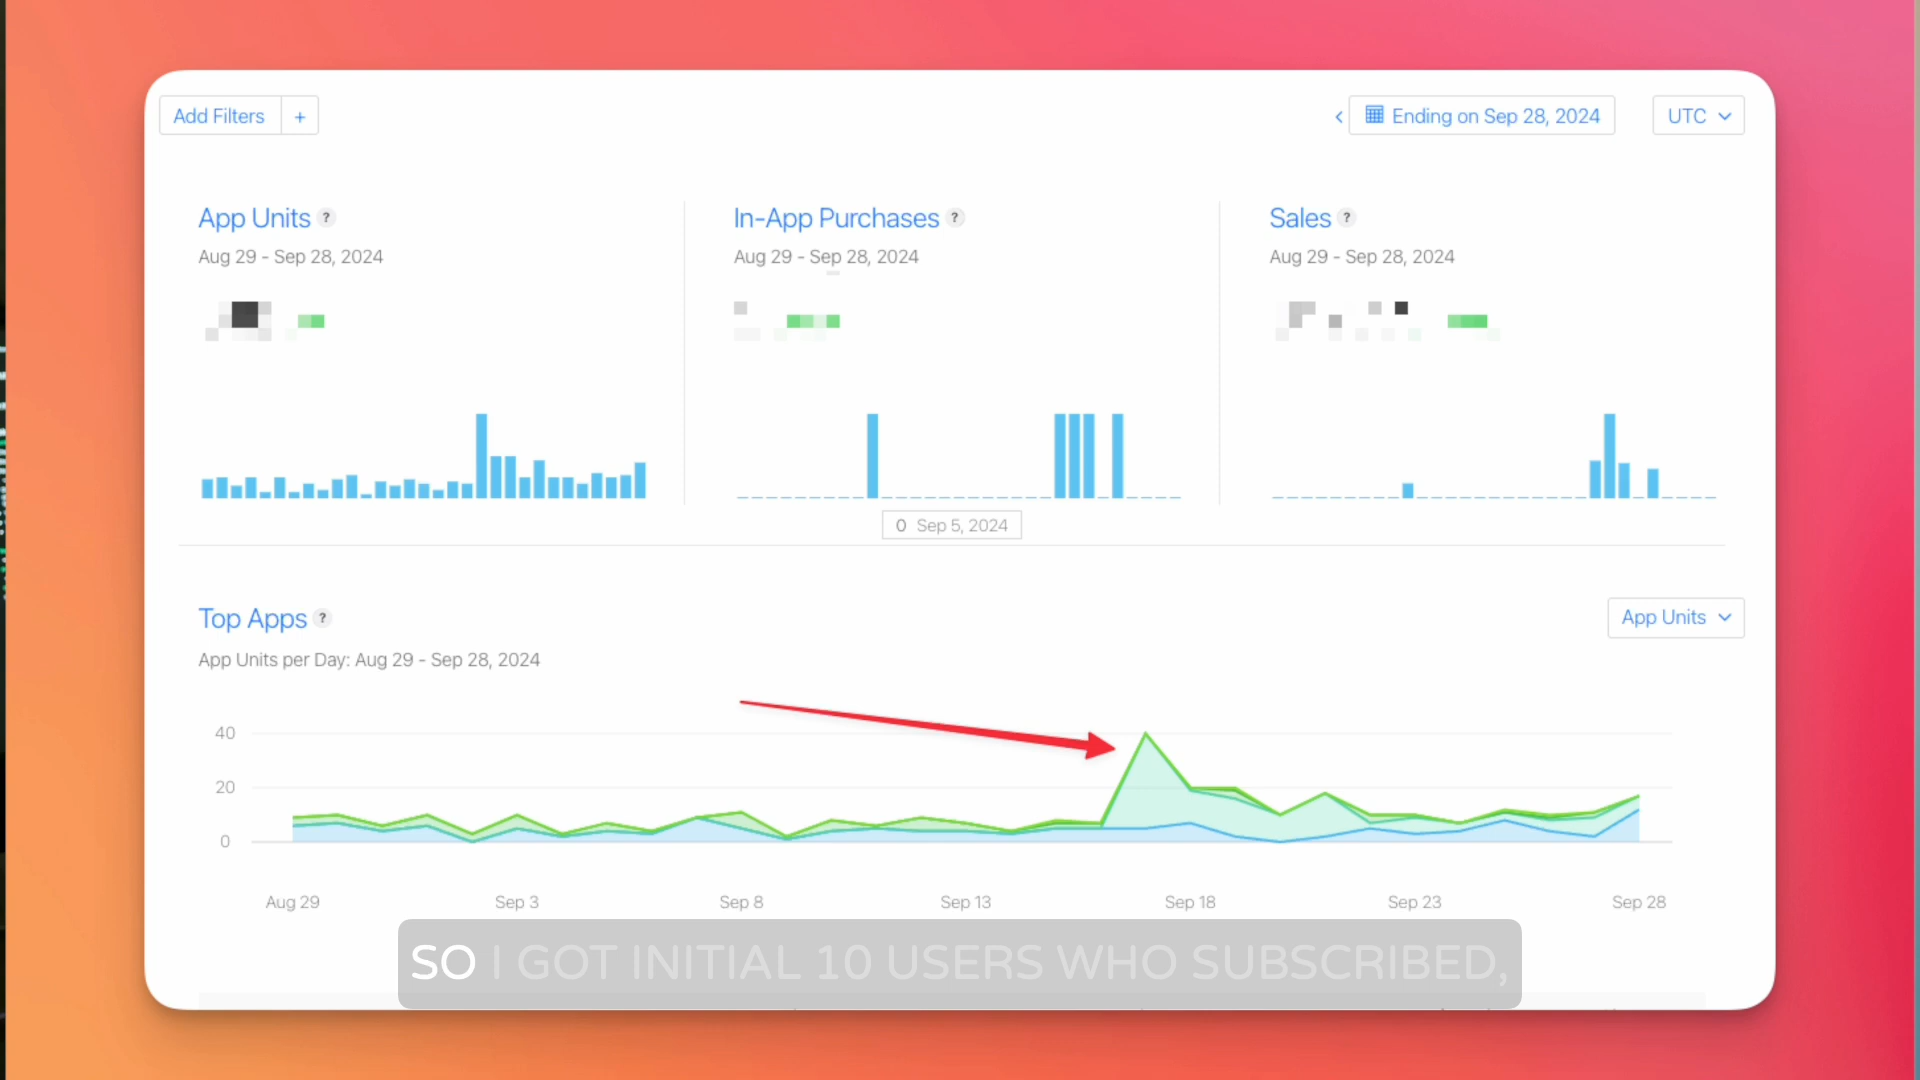 Add Filters +
< Ending on Sep 28, 2024 UTC
App Units ?
Aug 29 - Sep 28, 2024
In-App Purchases ?
Aug 29 - Sep 28, 2024
Sales ?
Aug 29 - Sep 28, 2024
0 Sep 5, 2024
Top Apps ?
App Units
App Units per Day: Aug 29 - Sep 28, 2024
40
20
0
Aug 29 Sep 3 Sep 8 Sep 13 Sep 18 Sep 23 Sep 28
SO I GOT INITIAL 10 USERS WHO SUBSCRIBED,